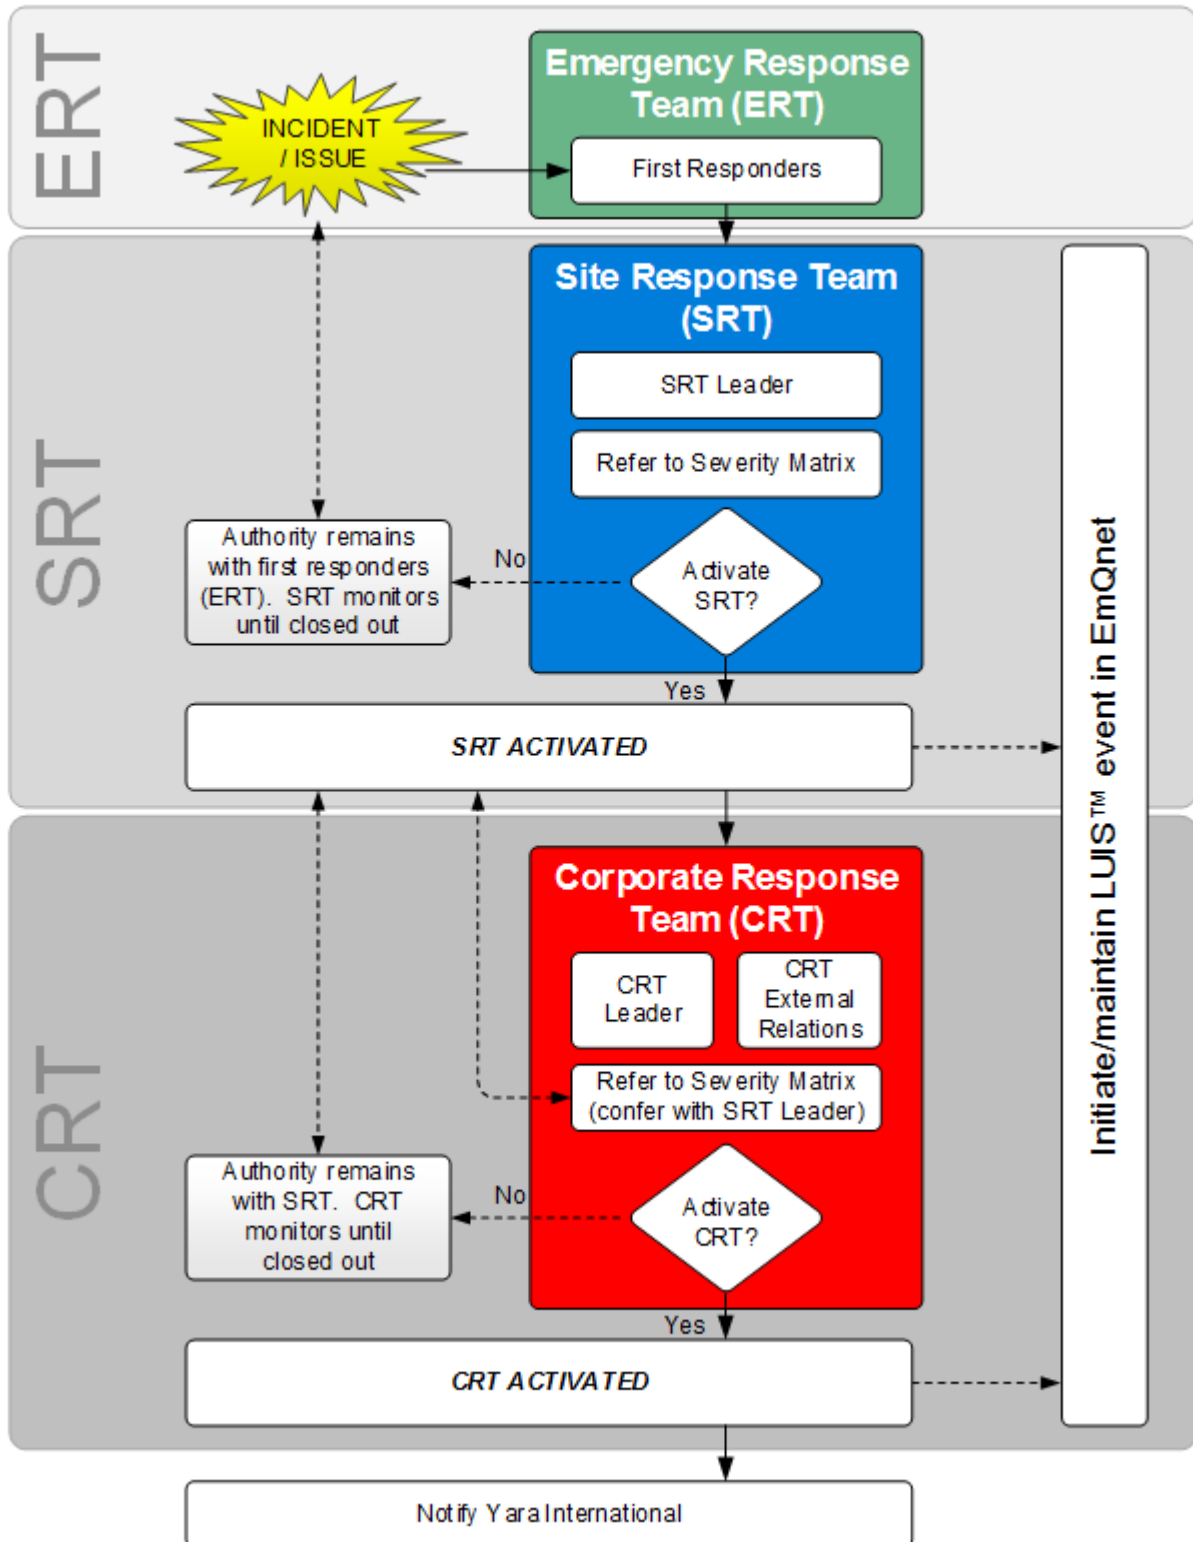 ERT
Emergency Response
Team (ERT)
INCIDENT
/ ISSUE
First Responders
SRT
Site Response Team
(SRT)
SRT Leader
Refer to Severity Matrix
Authority remains
with first responders
(ERT). SRT monitors
until closed out
No
Activate
SRT?
Yes
SRT ACTIVATED
Initiate/maintain LUIS™ event in EmQnet
CRT
Corporate Response
Team (CRT)
CRT
Leader
CRT
External
Relations
Refer to Severity Matrix
(confer with SRT Leader)
Authority remains
with SRT. CRT
monitors until
closed out
No
Activate
CRT?
Yes
CRT ACTIVATED
Notify Yara International